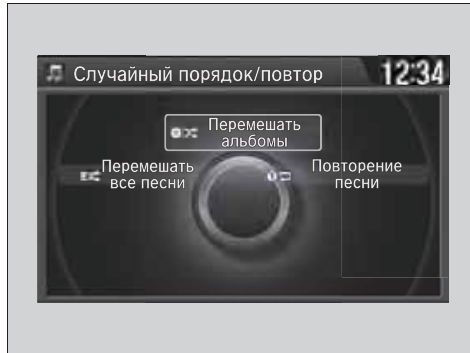 Случайный порядок/повтор
12:34
Перемешать
альбомы
Перемешать
все песни
Повторение
песни